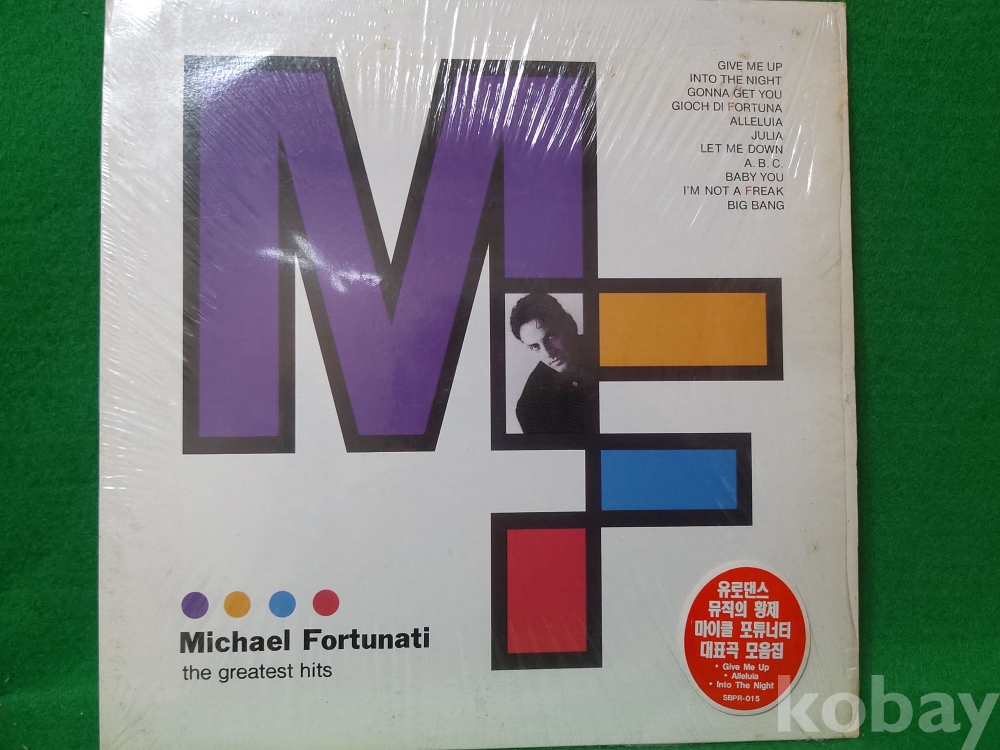 GIVE ME UP
INTO THE NIGHT
GONNA GET YOU
GIOCH DI FORTUNA
ALLELUIA
JULIA
LET ME DOWN
A. B. C.
BABY YOU
I'M NOT A FREAK
BIG BANG
MF
Michael Fortunati
the greatest hits
유로댄스
뮤직의 황제
마이클 포튜너티
대표곡 모음집
• Give Me Up
• Alleluia
• Into The Night
SBPR-015
kobay